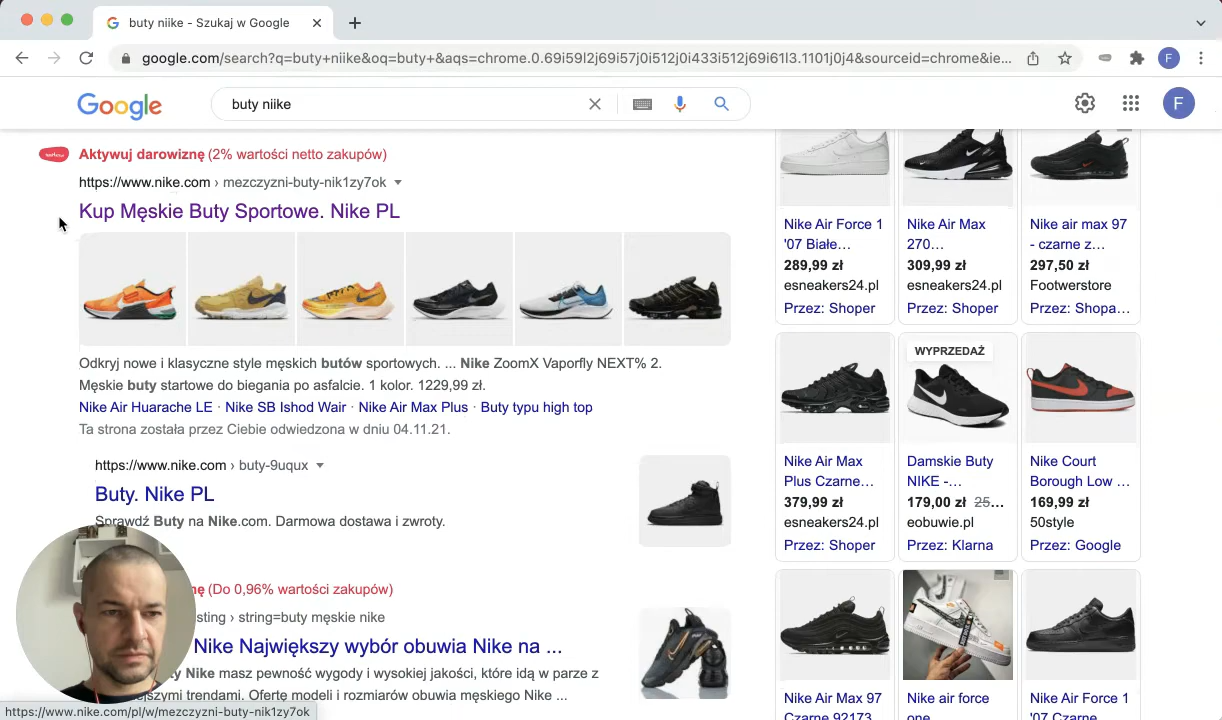 buty niike - Szukaj w Google
google.com/search?q=buty+niike&oq=buty+&aqs=chrome.0.69i59l2j69i57j0i512j0i433i512j69i61l3.1101j0j4&sourceid=chrome&ie...
F
Google
buty niike
F
Aktywuj darowiznę (2% wartości netto zakupów)
https://www.nike.com › mezczyzni-buty-nik1zy7ok
Kup Męskie Buty Sportowe. Nike PL
Odkryj nowe i klasyczne style męskich butów sportowych. ... Nike ZoomX Vaporfly NEXT% 2.
Męskie buty startowe do biegania po asfalcie. 1 kolor. 1229,99 zł.
Nike Air Huarache LE · Nike SB Ishod Wair · Nike Air Max Plus · Buty typu high top
Ta strona została przez Ciebie odwiedzona w dniu 04.11.21.
https://www.nike.com › buty-9uqux
Buty. Nike PL
Sprawdź Buty na Nike.com. Darmowa dostawa i zwroty.
(Do 0,96% wartości zakupów)
› string=buty męskie nike
Nike Największy wybór obuwia Nike na ...
Nike masz pewność wygody i wysokiej jakości, które idą w parze z
trendami. Ofertę modeli i rozmiarów obuwia męskiego Nike ...
https://www.nike.com/pl/w/mezczyzni-buty-nik1zy7ok
Nike Air Force 1
'07 Białe…
289,99 zł
esneakers24.pl
Przez: Shoper
Nike Air Max
270…
309,99 zł
esneakers24.pl
Przez: Shoper
Nike air max 97
- czarne z…
297,50 zł
Footwerstore
Przez: Shopa…
Nike Air Max
Plus Czarne…
379,99 zł
esneakers24.pl
Przez: Shoper
WYPRZEDAŻ
Damskie Buty
NIKE -…
179,00 zł 25…
eobuwie.pl
Przez: Klarna
Nike Court
Borough Low …
169,99 zł
50style
Przez: Google
Nike Air Max 97
Czarne 92173
Nike air force
one
Nike Air Force 1
'07 Czarne